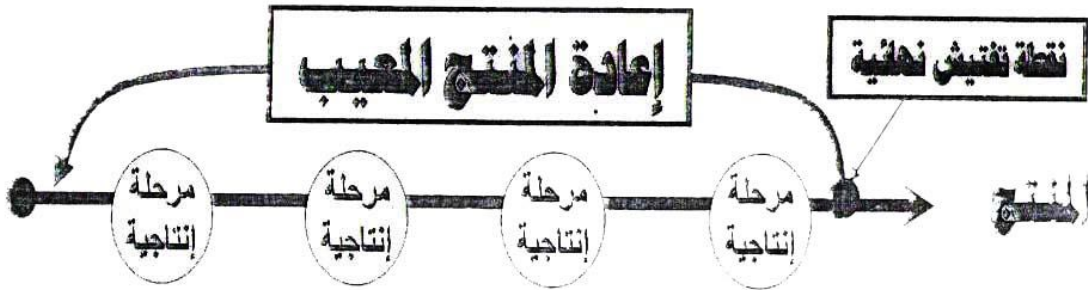 إعادة المنتج المعيب
نقطة تفتيش نهائية
مرحلة
إنتاجية
مرحلة
إنتاجية
مرحلة
إنتاجية
مرحلة
إنتاجية
المنتج